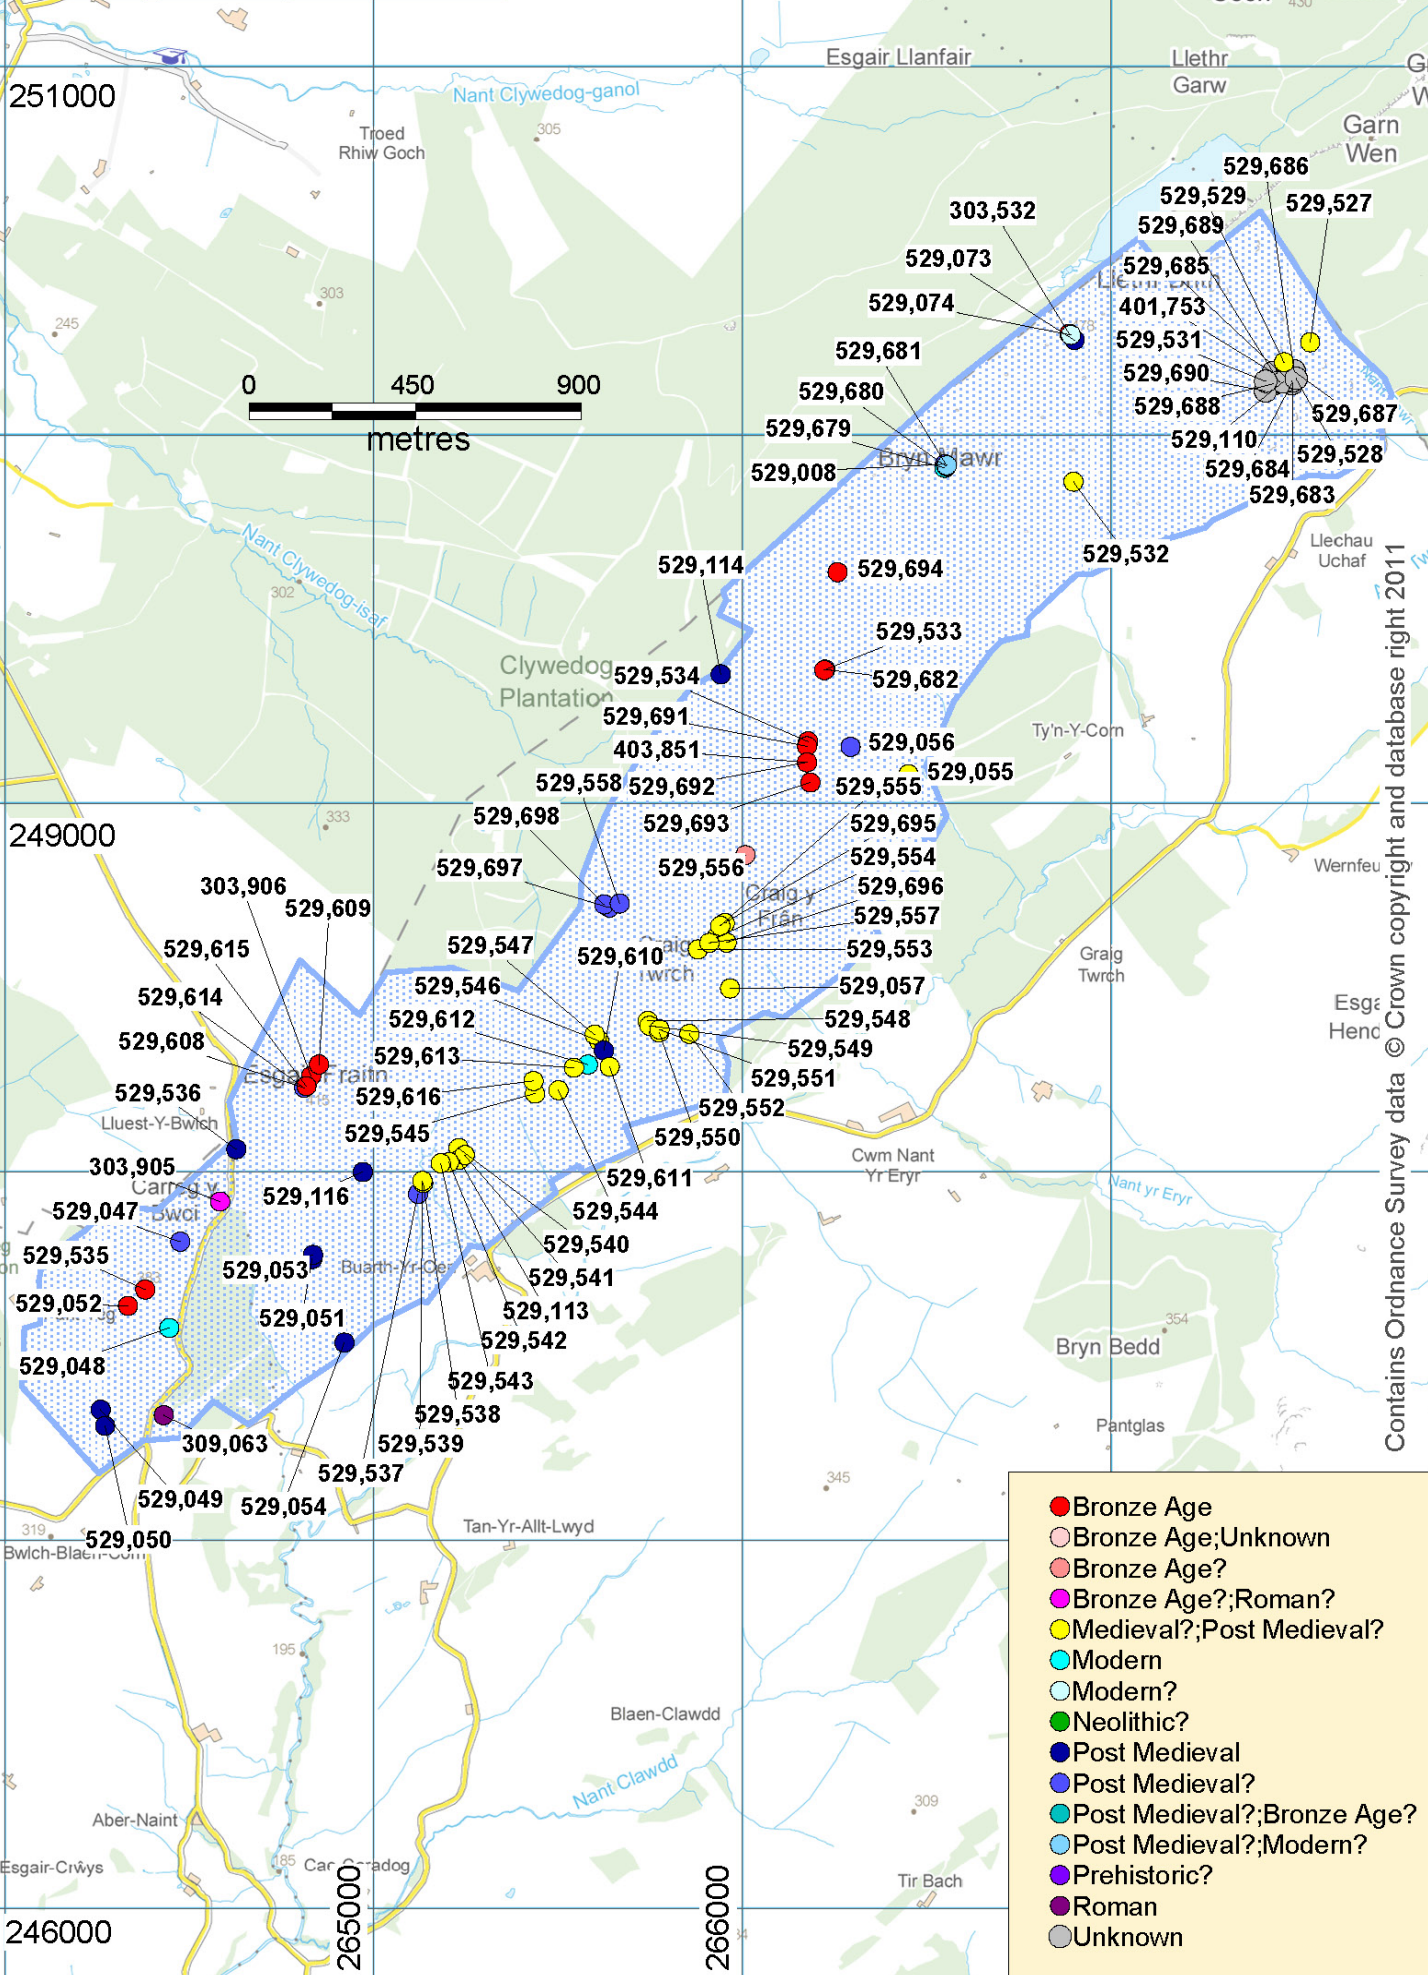 430
Esgair Llanfair
Llethr
Garw
251000
Nant Clywedog-ganol
Troed
Rhiw Goch
305
Garn
Wen
529,686
529,529
529,527
303,532
529,689
529,073
529,685
529,074
401,753
303
245
529,531
529,681
529,690
529,680
529,688
529,687
0 450 900
metres
529,679
529,110
529,528
Bryn Mawr
529,008
529,684
529,683
Nant Clywedog-isaf
302
529,532
Llechau
Uchaf
529,114
529,694
529,533
Clywedog
Plantation
529,534
529,682
529,691
Ty'n-Y-Corn
403,851
529,056
529,055
529,558
529,692
529,555
529,698
529,693
529,695
333
249000
529,554
529,697
529,556
303,906
529,696
Craig y
Frân
529,609
529,557
529,615
529,547
529,610
529,553
Craig
Twrch
Graig
Twrch
529,614
529,546
529,057
529,612
529,548
529,608
529,613
529,549
Esgair Fraith
529,536
529,616
529,551
Lluest-Y-Bwlch
529,545
529,552
529,550
303,905
Cwm Nant
Yr Eryr
Carreg y
Bwci
529,116
529,611
Nant yr Eryr
529,047
529,544
529,540
529,535
529,053
529,541
529,052
529,113
529,051
529,542
354
Bryn Bedd
529,048
529,543
529,538
Pantglas
309,063
529,539
529,537
345
529,049
529,054
529,050
319
Tan-Yr-Allt-Lwyd
195
Blaen-Clawdd
Nant Clawdd
Aber-Naint
309
Esgair-Crŵys
185
Tir Bach
246000
265000
266000
Contains Ordnance Survey data © Crown copyright and database right 2011
Bronze Age
Bronze Age;Unknown
Bronze Age?
Bronze Age?;Roman?
Medieval?;Post Medieval?
Modern
Modern?
Neolithic?
Post Medieval
Post Medieval?
Post Medieval?;Bronze Age?
Post Medieval?;Modern?
Prehistoric?
Roman
Unknown